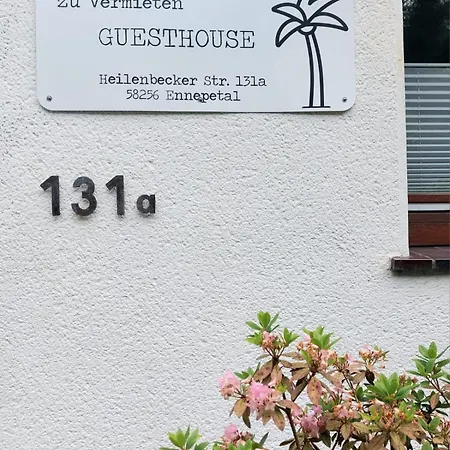 zu vermieten
GUESTHOUSE
Heilenbecker Str. 131a
58256 Ennepetal
131a